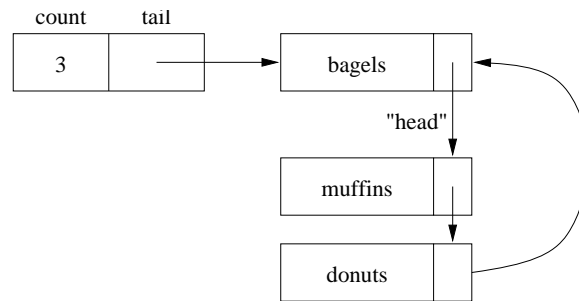 count tail
3 bagels
"head"
muffins
donuts